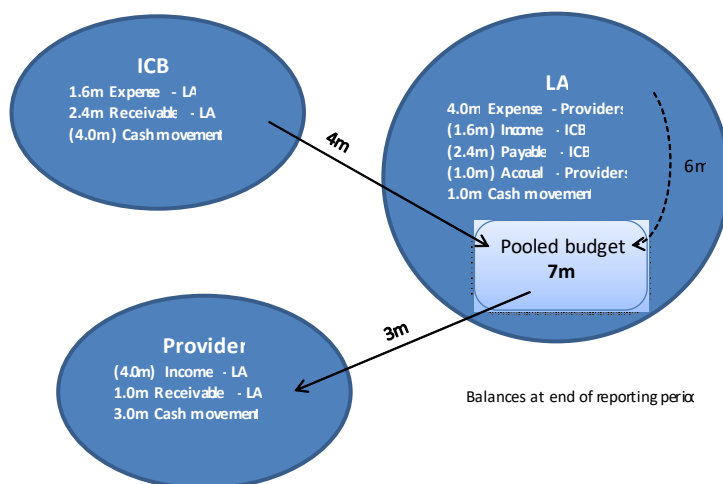 ICB
1.6m Expense - LA
2.4m Receivable - LA
(4.0m) Cash movement
LA
4.0m Expense - Providers
(1.6m) Income - ICB
(2.4m) Payable - ICB
(1.0m) Accrual - Providers
1.0m Cash movement
4m
6m
Pooled budget
7m
3m
Provider
(4.0m) Income - LA
1.0m Receivable - LA
3.0m Cash movement
Balances at end of reporting period